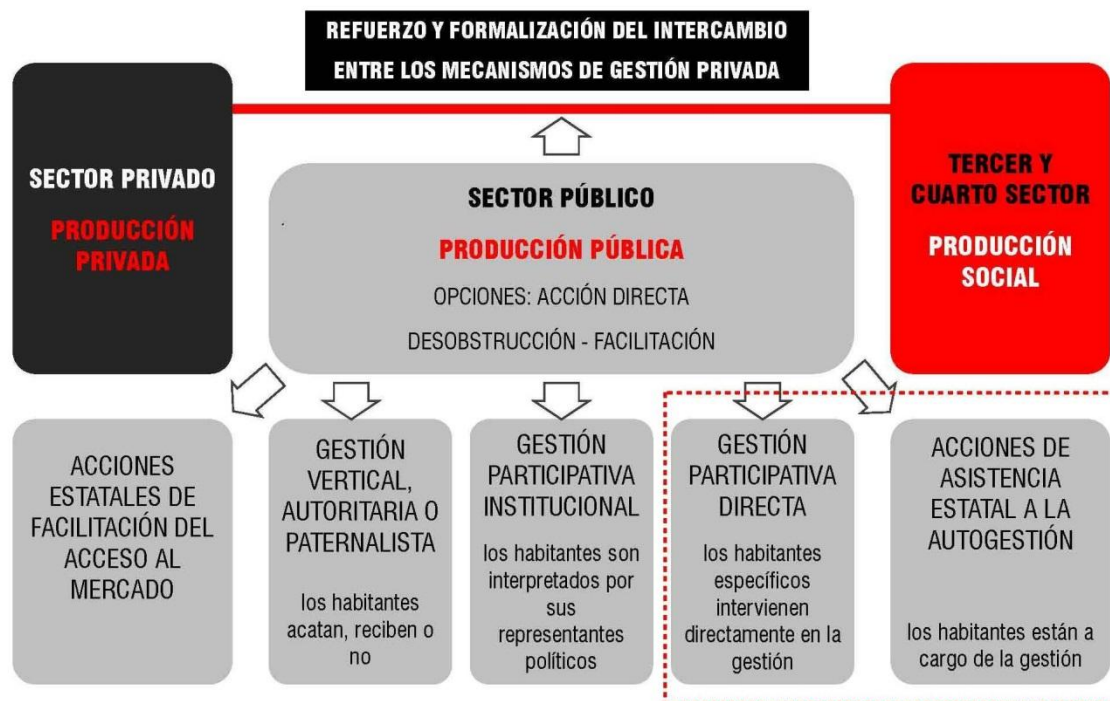 REFUERZO Y FORMALIZACIÓN DEL INTERCAMBIO
ENTRE LOS MECANISMOS DE GESTIÓN PRIVADA
SECTOR PRIVADO
PRODUCCIÓN
PRIVADA
SECTOR PÚBLICO
PRODUCCIÓN PÚBLICA
OPCIONES: ACCIÓN DIRECTA
DESOBSTRUCCIÓN - FACILITACIÓN
TERCER Y
CUARTO SECTOR
PRODUCCIÓN
SOCIAL
ACCIONES
ESTATALES DE
FACILITACIÓN DEL
ACCESO AL
MERCADO
GESTIÓN
VERTICAL,
AUTORITARIA O
PATERNALISTA
los habitantes
acatan, reciben o
no
GESTIÓN
PARTICIPATIVA
INSTITUCIONAL
los habitantes son
interpretados por
sus
representantes
políticos
GESTIÓN
PARTICIPATIVA
DIRECTA
los habitantes
específicos
intervienen
directamente en la
gestión
ACCIONES DE
ASISTENCIA
ESTATAL A LA
AUTOGESTIÓN
los habitantes están a
cargo de la gestión